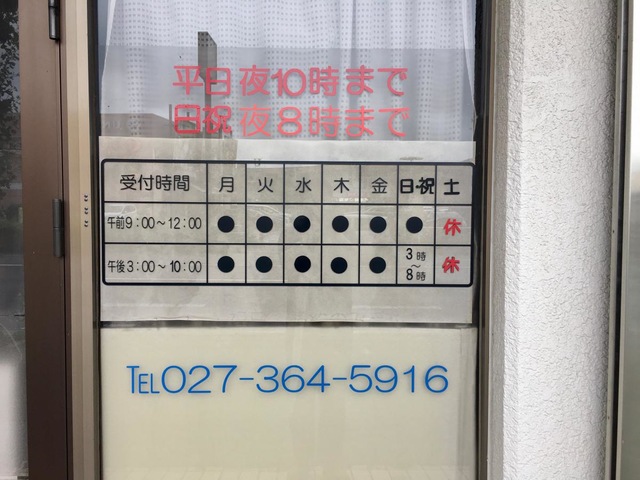 平日夜10時まで
日祝夜8時まで
受付時間 月 火 水 木 金 日・祝 土
午前9:00〜12:00 ● ● ● ● ● ● 休
午後3:00〜10:00 ● ● ● ● ● 3時〜8時 休
TEL027-364-5916